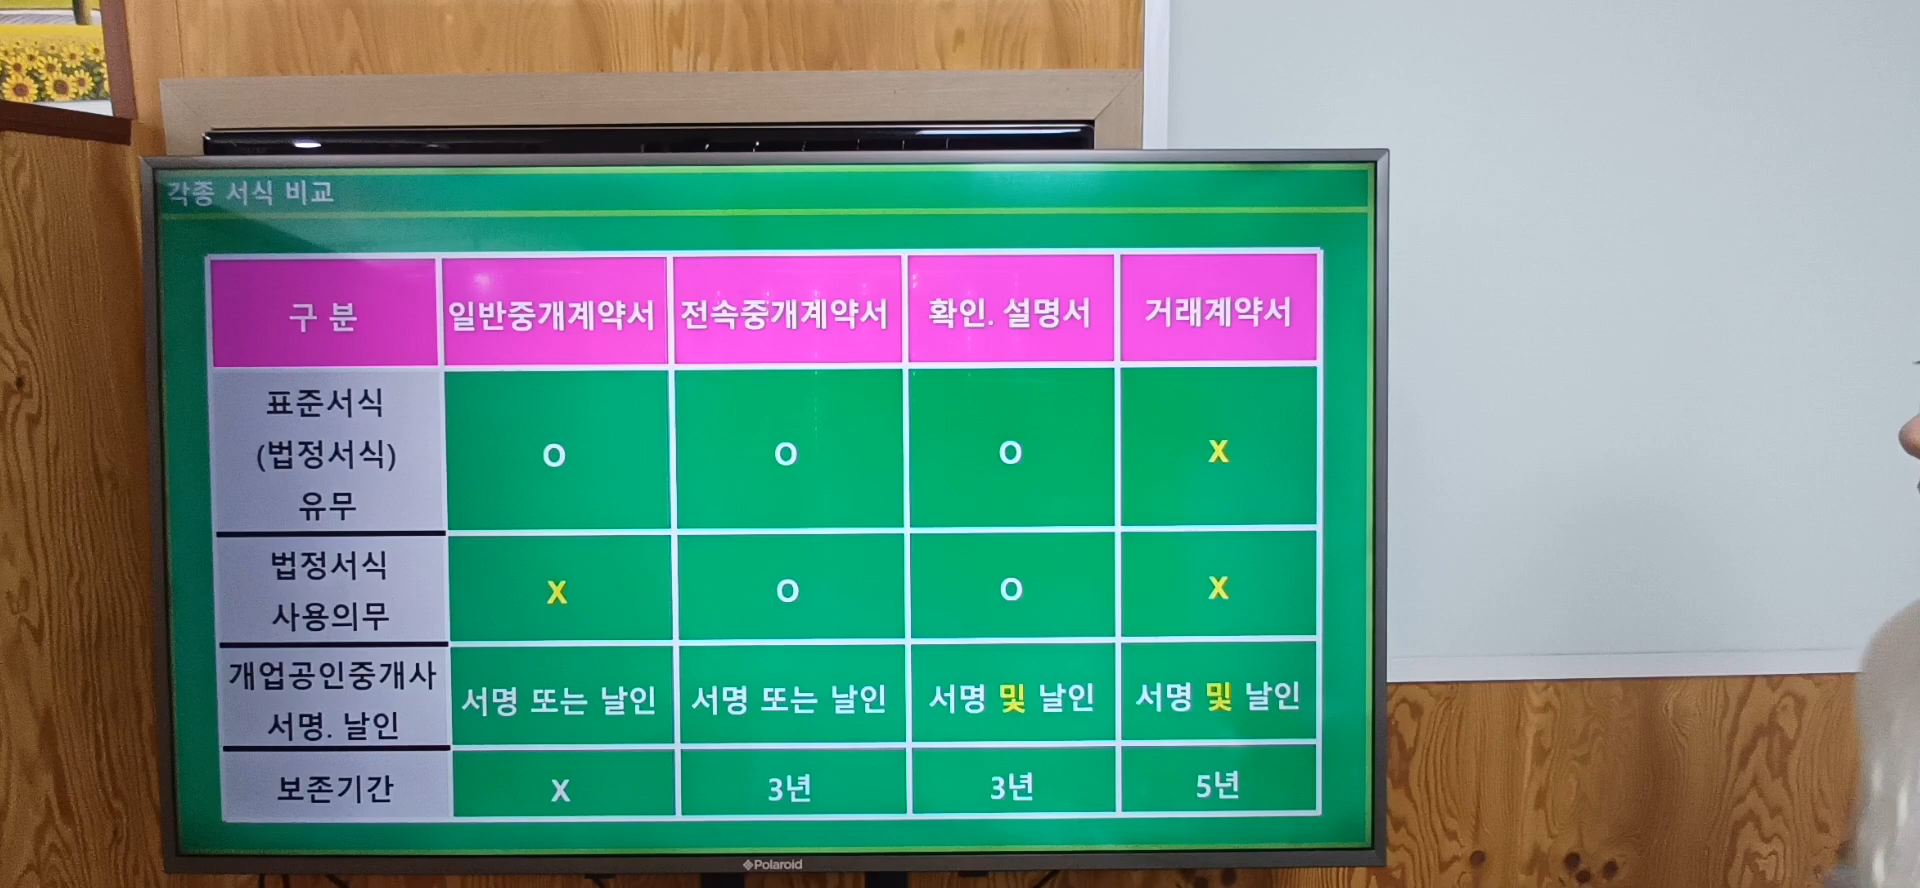 각종 서식 비교
구 분 일반중개계약서 전속중개계약서 확인. 설명서 거래계약서
표준서식
(법정서식)
유무
O O O X
법정서식
사용의무
X O O X
개업공인중개사
서명. 날인
서명 또는 날인 서명 또는 날인 서명 및 날인 서명 및 날인
보존기간 X 3년 3년 5년
Polaroid